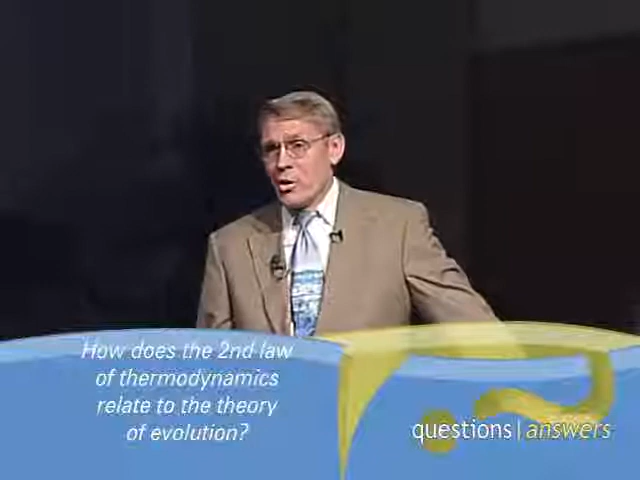 How does the 2nd law
of thermodynamics
relate to the theory
of evolution?
questions|answers